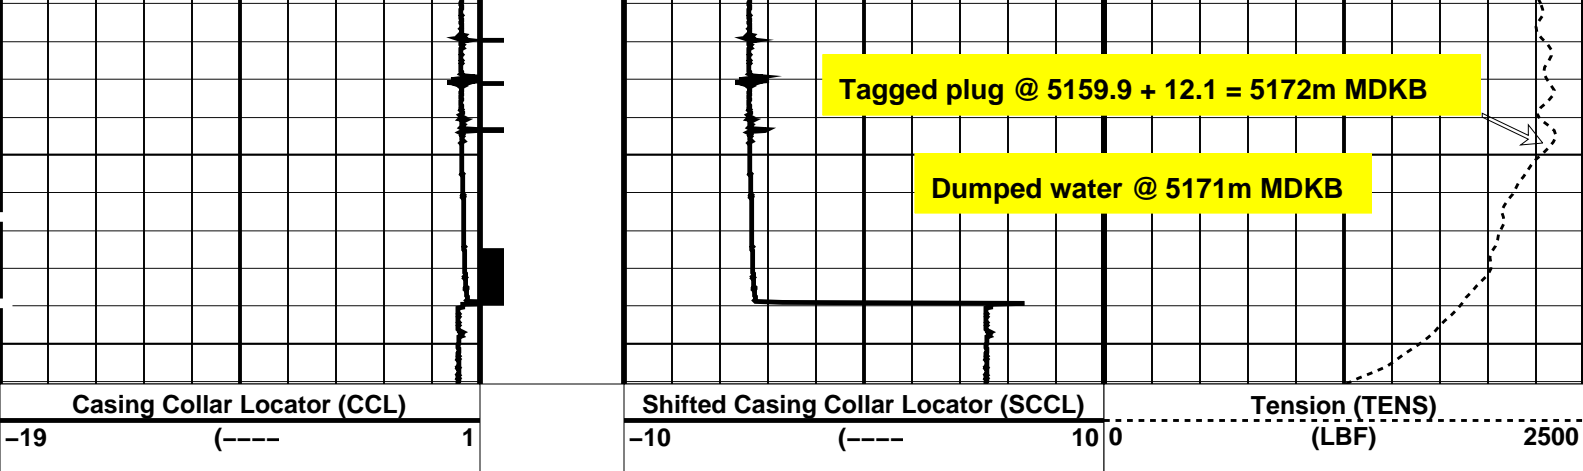 Tagged plug @ 5159.9 + 12.1 = 5172m MDKB
Dumped water @ 5171m MDKB
Casing Collar Locator (CCL)
–19 (–––– 1
Shifted Casing Collar Locator (SCCL)
–10 (–––– 10
Tension (TENS)
0 (LBF) 2500